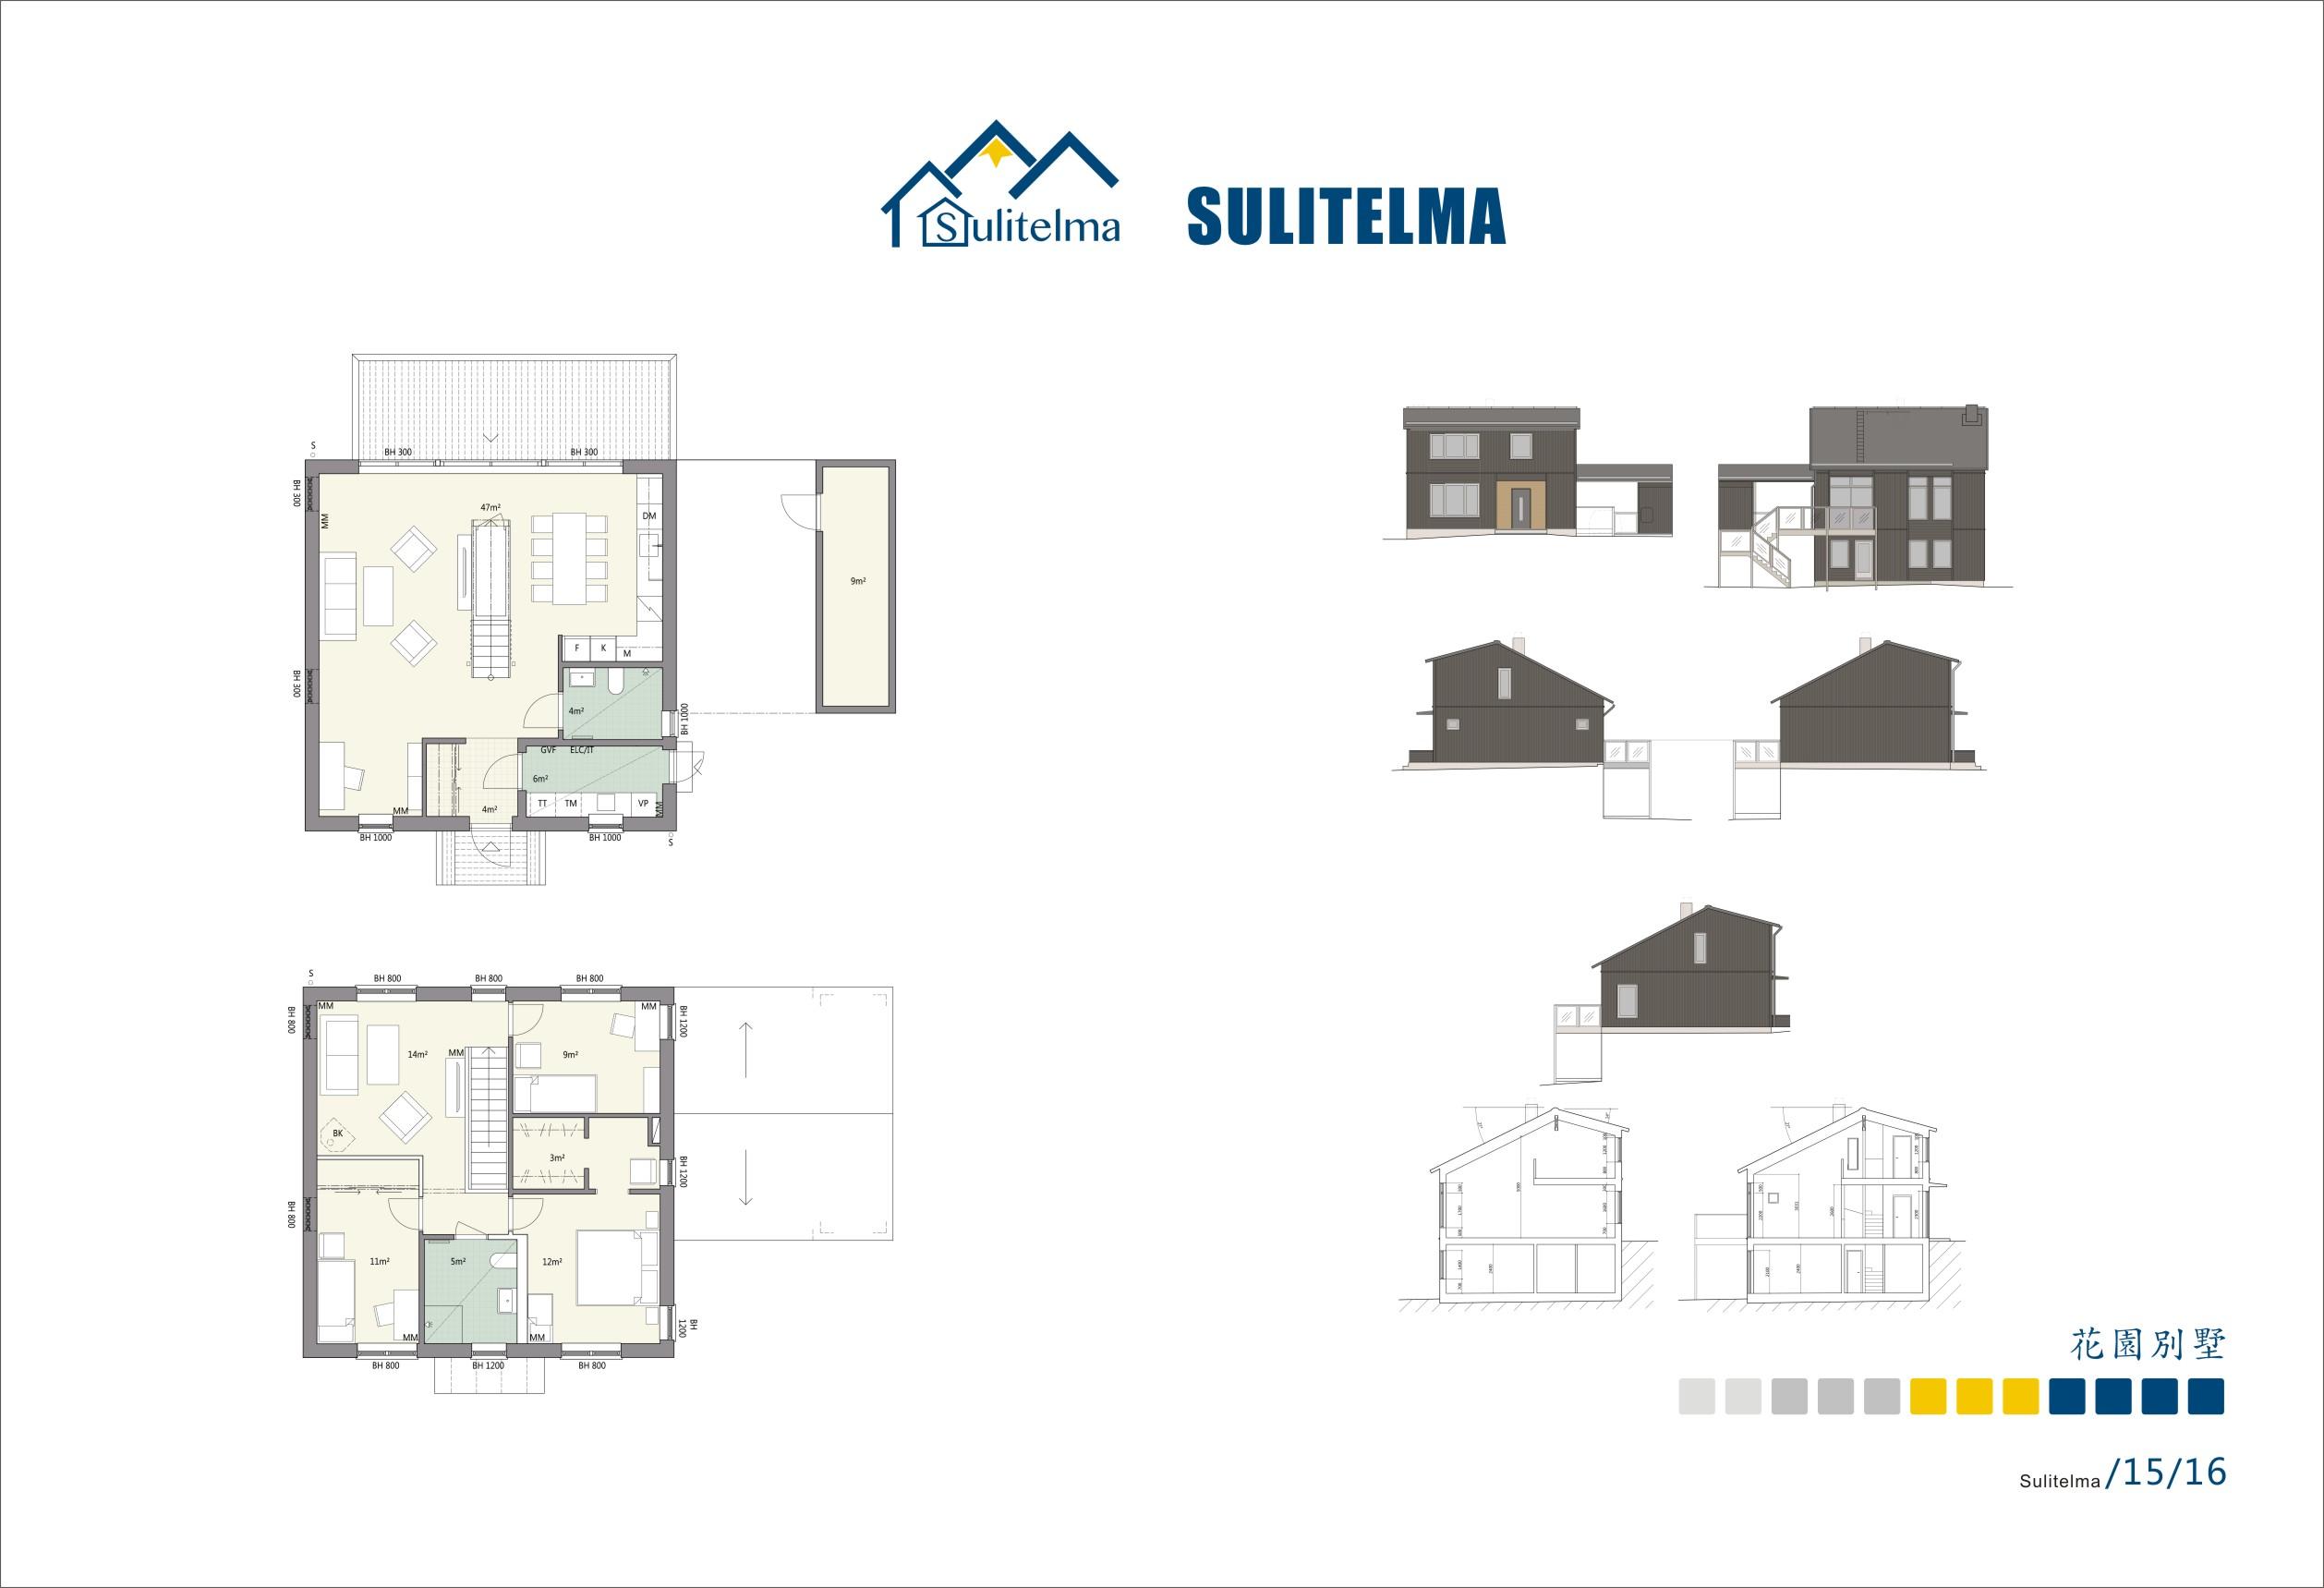 Sulitelma
SULITELMA
S
BH 300
BH 300
BH 300
MM
47m²
DM
9m²
BH 300
F
K
M
4m²
BH 1000
GVF
ELC/IT
6m²
TT
TM
VP
MM
MM
4m²
BH 1000
BH 1000
S
S
BH 800
BH 800
BH 800
BH 800
MM
MM
BH 1200
14m²
MM
9m²
BK
3m²
BH 1200
BH 800
11m²
5m²
12m²
BH 1200
MM
MM
BH 800
BH 1200
BH 800
花園別墅
Sulitelma /15/16